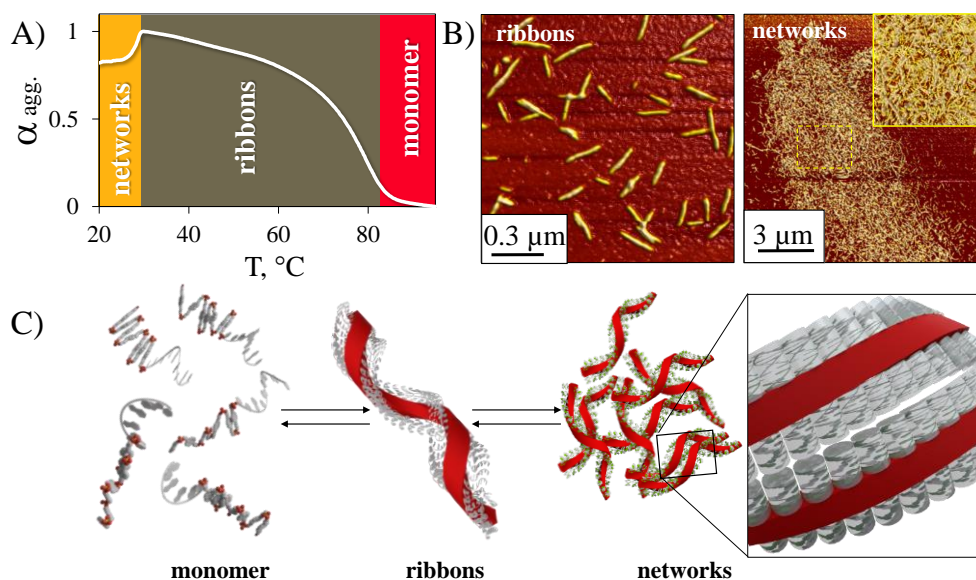 A)
1
0.5
0
α agg.
networks
ribbons
monomer
20
40
60
80
T, °C
B)
ribbons
0.3 µm
networks
3 µm
C)
monomer
ribbons
networks